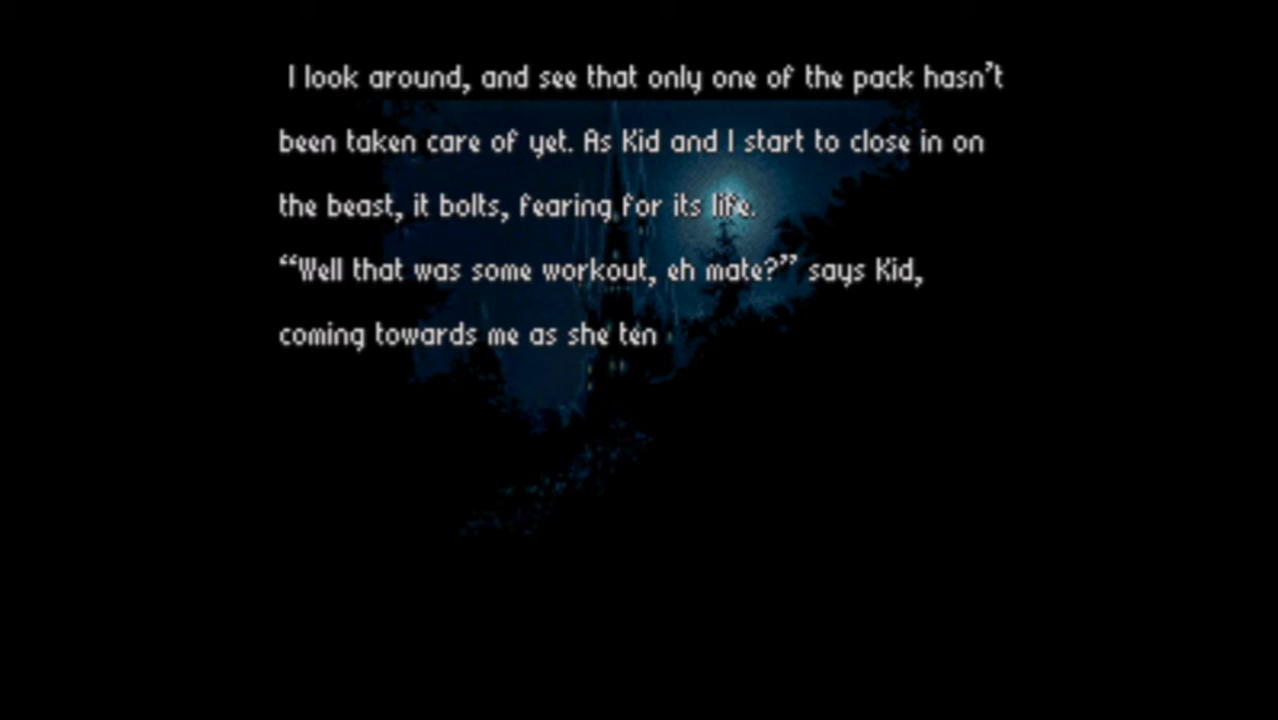 I look around, and see that only one of the pack hasn't
been taken care of yet. As Kid and I start to close in on
the beast, it bolts, fearing for its life.
“Well that was some workout, eh mate?” says Kid,
coming towards me as she ten